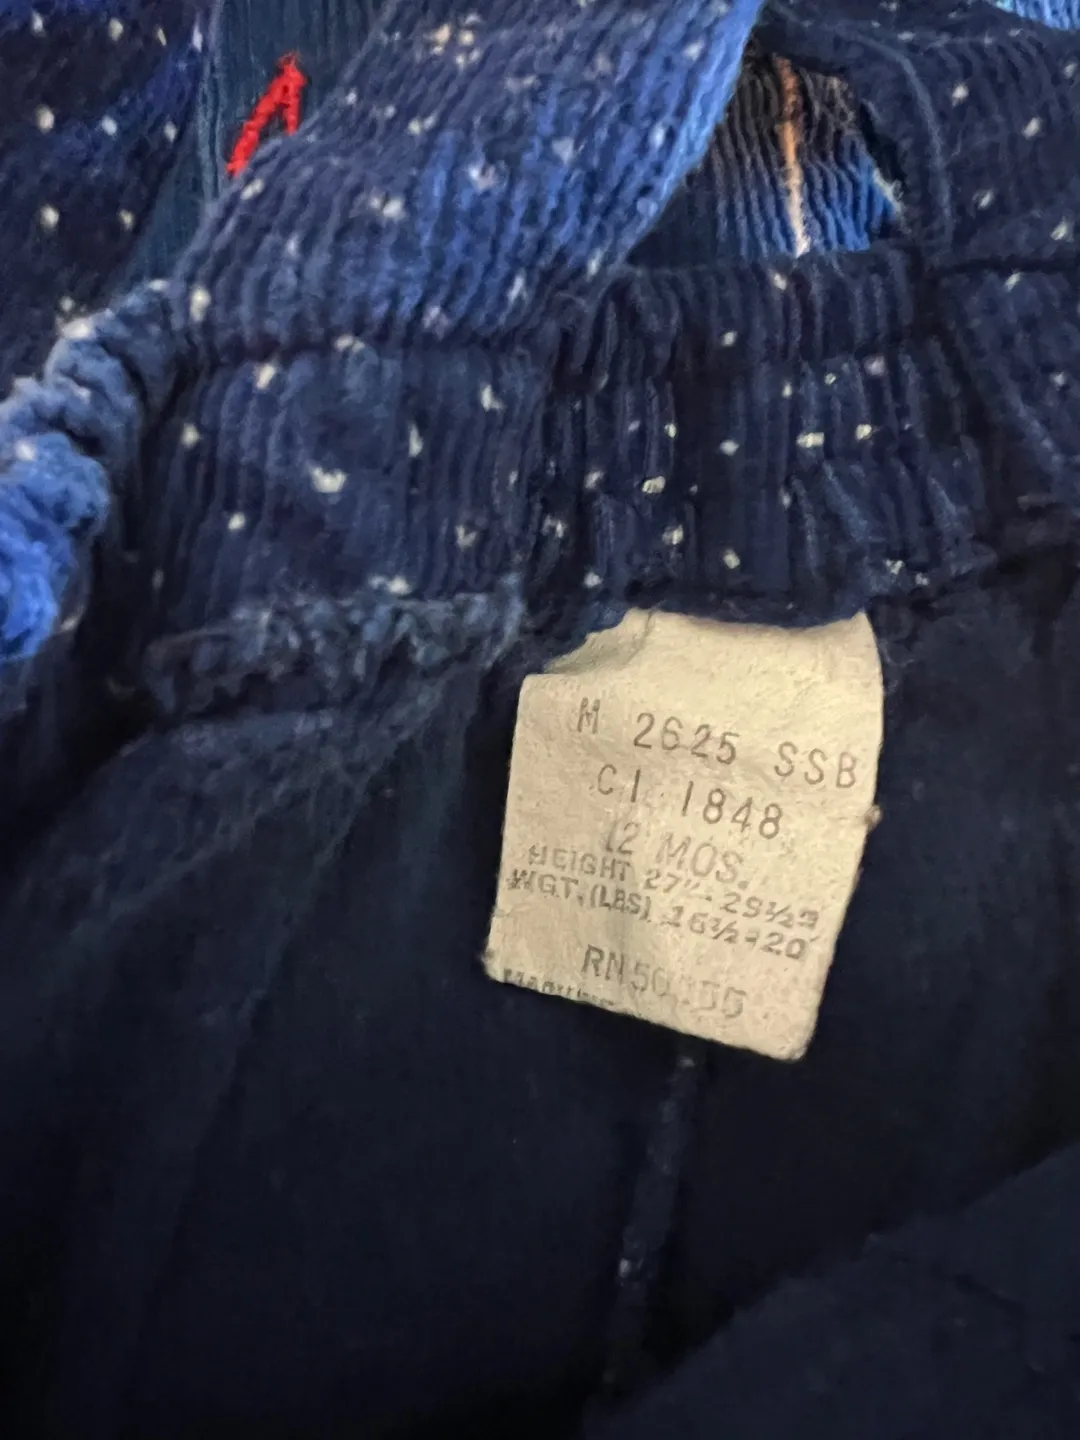 M 2625 SSB
CI 1848
12 MOS.
HEIGHT 27"-29½"
WGT. (LBS) 16½-20